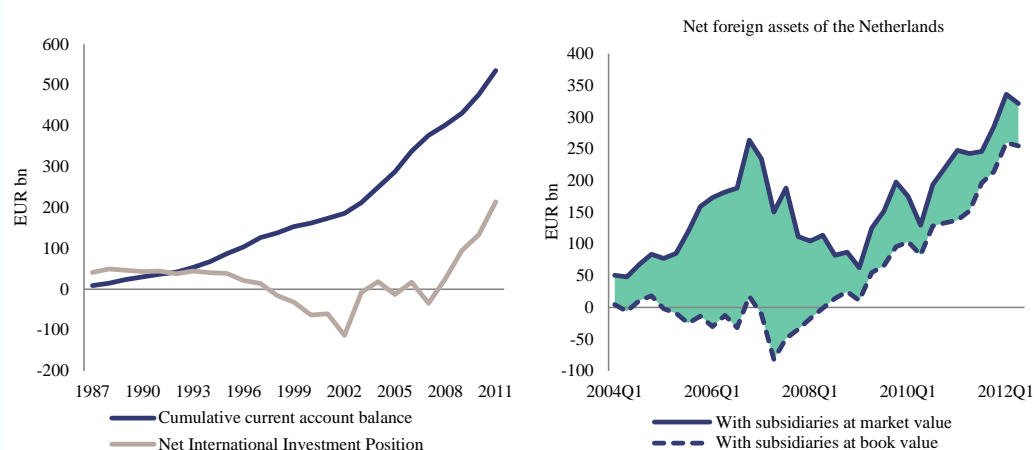 600
500
400
300
200
100
0
-100
-200
EUR bn
1987 1990 1993 1996 1999 2002 2005 2008 2011
Cumulative current account balance
Net International Investment Position
Net foreign assets of the Netherlands
400
350
300
250
200
150
100
50
0
-50
-100
EUR bn
2004Q1 2006Q1 2008Q1 2010Q1 2012Q1
With subsidiaries at market value
With subsidiaries at book value